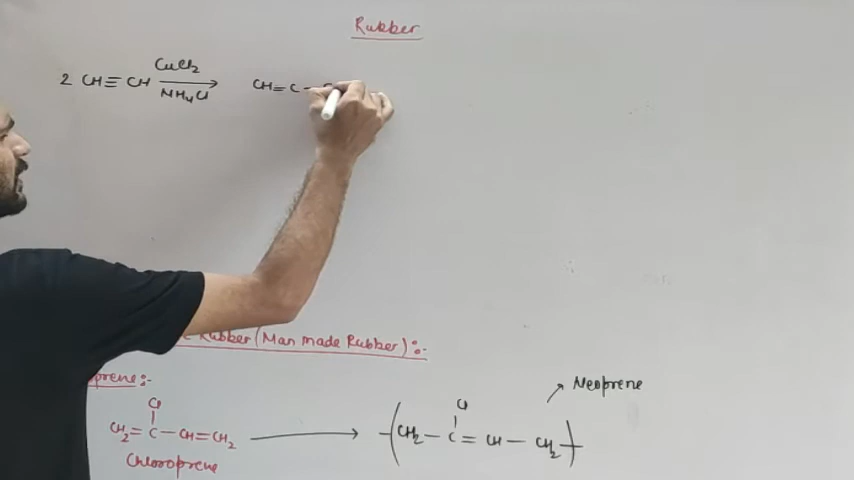 Rubber
2 CH≡CH CuCl2 NH4Cl CH=C-
Rubber (Man made Rubber):-
prene:-
Neoprene
Cl Cl
CH2=C-CH=CH2 -(CH2-C=CH-CH2)-
Chloroprene